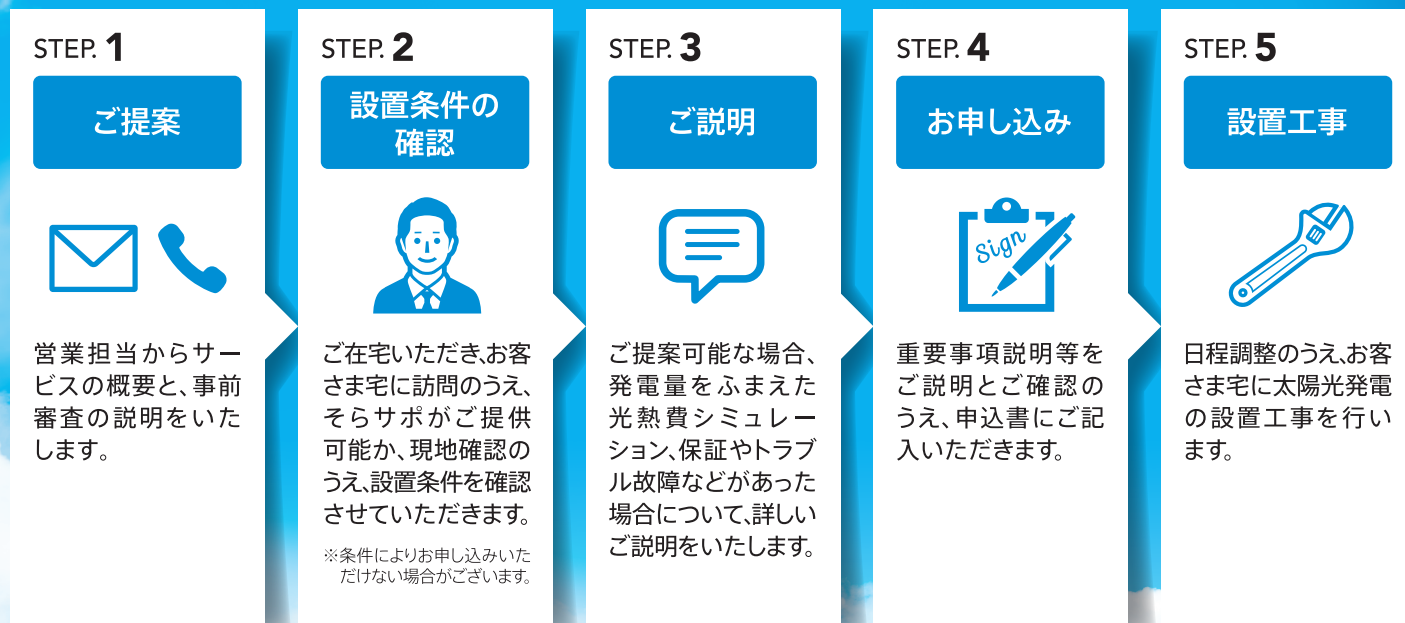 STEP. 1
ご提案
営業担当からサー
ビスの概要と、事前
審査の説明をいた
します。
STEP. 2
設置条件の
確認
ご在宅いただき、お客
さま宅に訪問のうえ、
そらサポがご提供
可能か、現地確認の
うえ、設置条件を確認
させていただきます。
※条件によりお申し込みいた
だけない場合がございます。
STEP. 3
ご説明
ご提案可能な場合、
発電量をふまえた
光熱費シミュレー
ション、保証やトラブ
ル故障などがあった
場合について、詳しい
ご説明をいたします。
STEP. 4
お申し込み
Sign
重要事項説明等を
ご説明とご確認の
うえ、申込書にご記
入いただきます。
STEP. 5
設置工事
日程調整のうえ、お客
さま宅に太陽光発電
の設置工事を行い
ます。